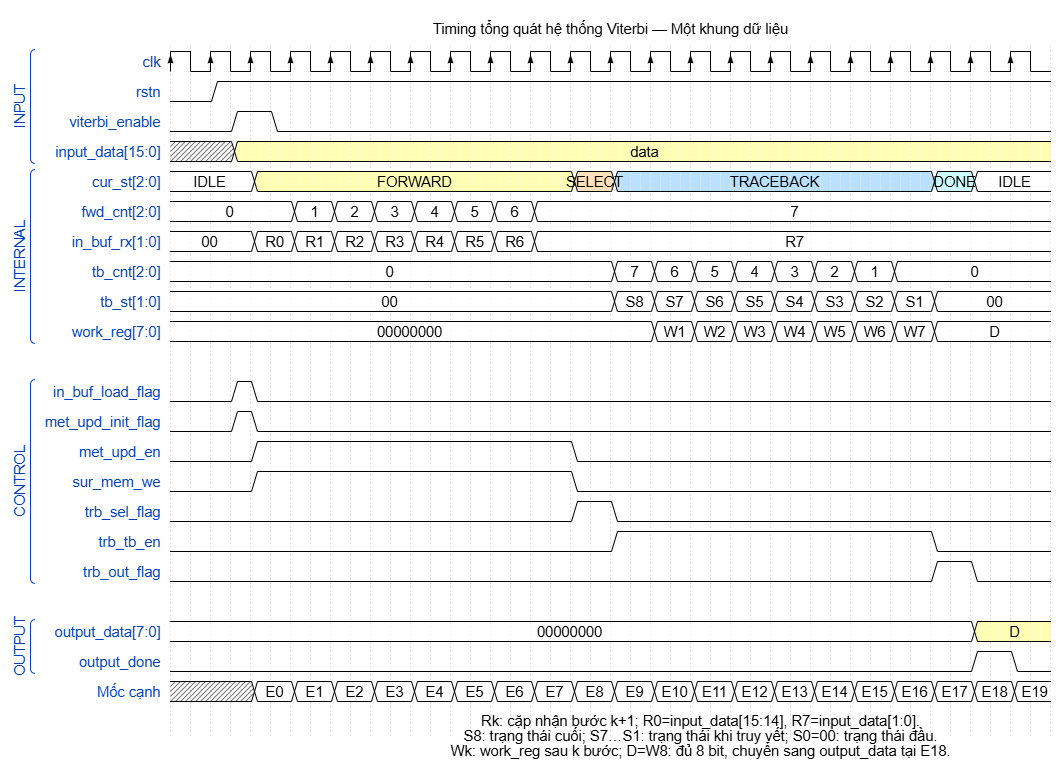 Timing tổng quát hệ thống Viterbi — Một khung dữ liệu
INPUT
clk
rstn
viterbi_enable
input_data[15:0] data
INTERNAL
cur_st[2:0] IDLE FORWARD SELECT TRACEBACK DONE IDLE
fwd_cnt[2:0] 0 1 2 3 4 5 6 7
in_buf_rx[1:0] 00 R0 R1 R2 R3 R4 R5 R6 R7
tb_cnt[2:0] 0 7 6 5 4 3 2 1 0
tb_st[1:0] 00 S8 S7 S6 S5 S4 S3 S2 S1 00
work_reg[7:0] 00000000 W1 W2 W3 W4 W5 W6 W7 D
CONTROL
in_buf_load_flag
met_upd_init_flag
met_upd_en
sur_mem_we
trb_sel_flag
trb_tb_en
trb_out_flag
OUTPUT
output_data[7:0] 00000000 D
output_done
Mốc cạnh E0 E1 E2 E3 E4 E5 E6 E7 E8 E9 E10 E11 E12 E13 E14 E15 E16 E17 E18 E19
Rk: cặp nhận bước k+1; R0=input_data[15:14], R7=input_data[1:0].
S8: trạng thái cuối; S7…S1: trạng thái khi truy vết; S0=00: trạng thái đầu.
Wk: work_reg sau k bước; D=W8: đủ 8 bit, chuyển sang output_data tại E18.